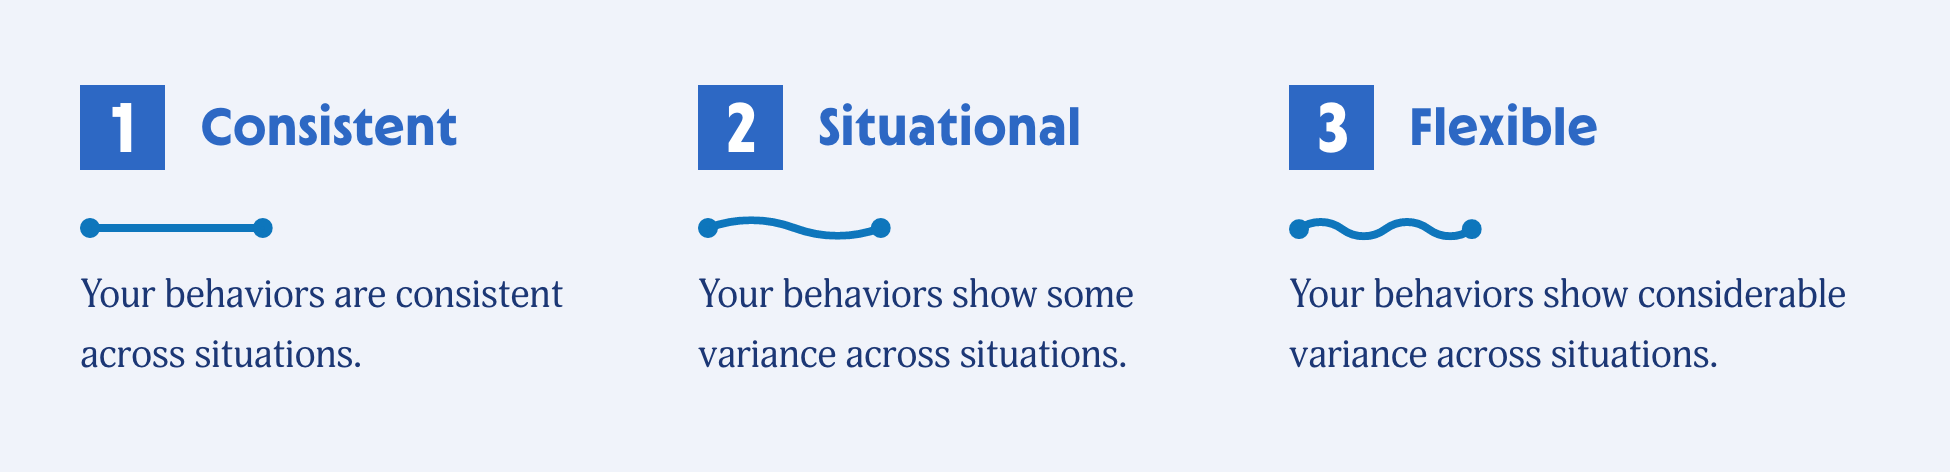 1 Consistent
Your behaviors are consistent
across situations.
2 Situational
Your behaviors show some
variance across situations.
3 Flexible
Your behaviors show considerable
variance across situations.